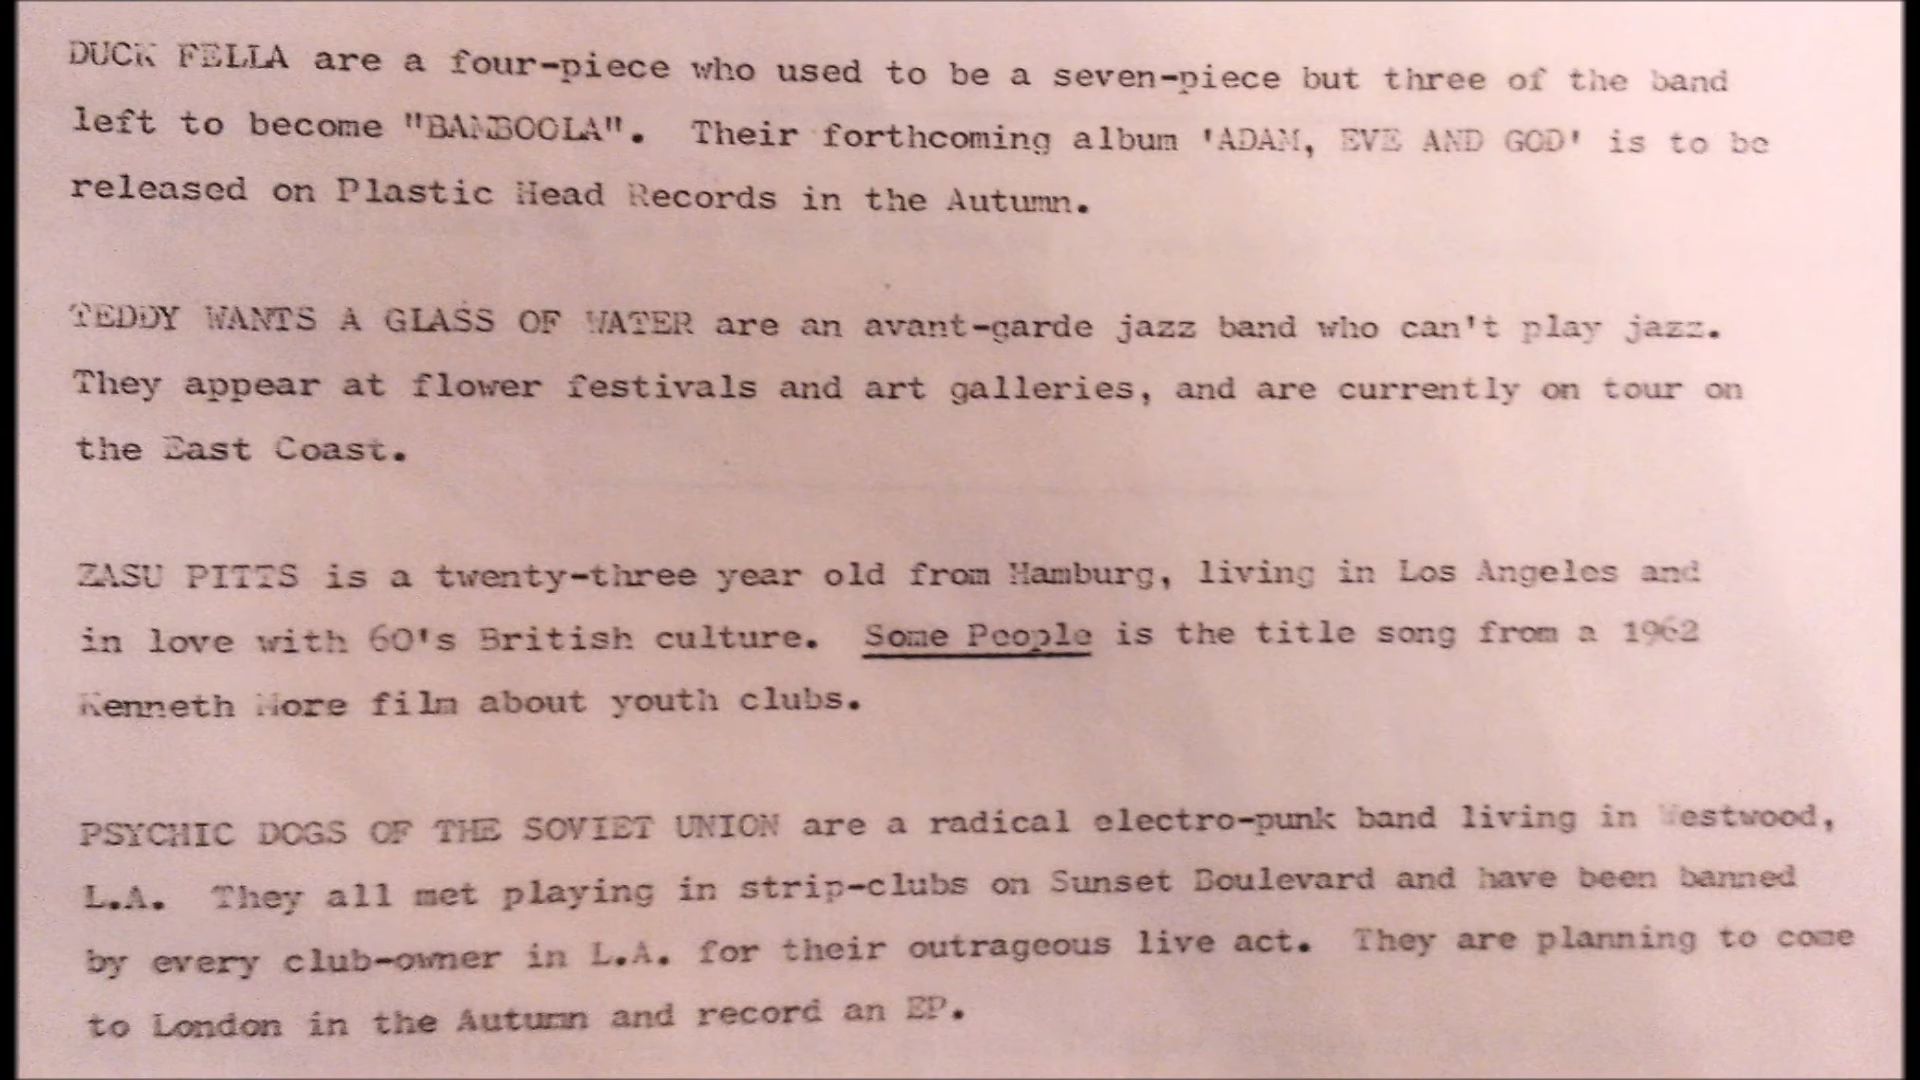 DUCK FELLA are a four-piece who used to be a seven-piece but three of the band
left to become "BAMBOOLA". Their forthcoming album 'ADAM, EVE AND GOD' is to be
released on Plastic Head Records in the Autumn.
TEDDY WANTS A GLASS OF WATER are an avant-garde jazz band who can't play jazz.
They appear at flower festivals and art galleries, and are currently on tour on
the East Coast.
ZASU PITTS is a twenty-three year old from Hamburg, living in Los Angeles and
in love with 60's British culture. Some People is the title song from a 1962
Kenneth More film about youth clubs.
PSYCHIC DOGS OF THE SOVIET UNION are a radical electro-punk band living in Westwood,
L.A. They all met playing in strip-clubs on Sunset Boulevard and have been banned
by every club-owner in L.A. for their outrageous live act. They are planning to come
to London in the Autumn and record an EP.